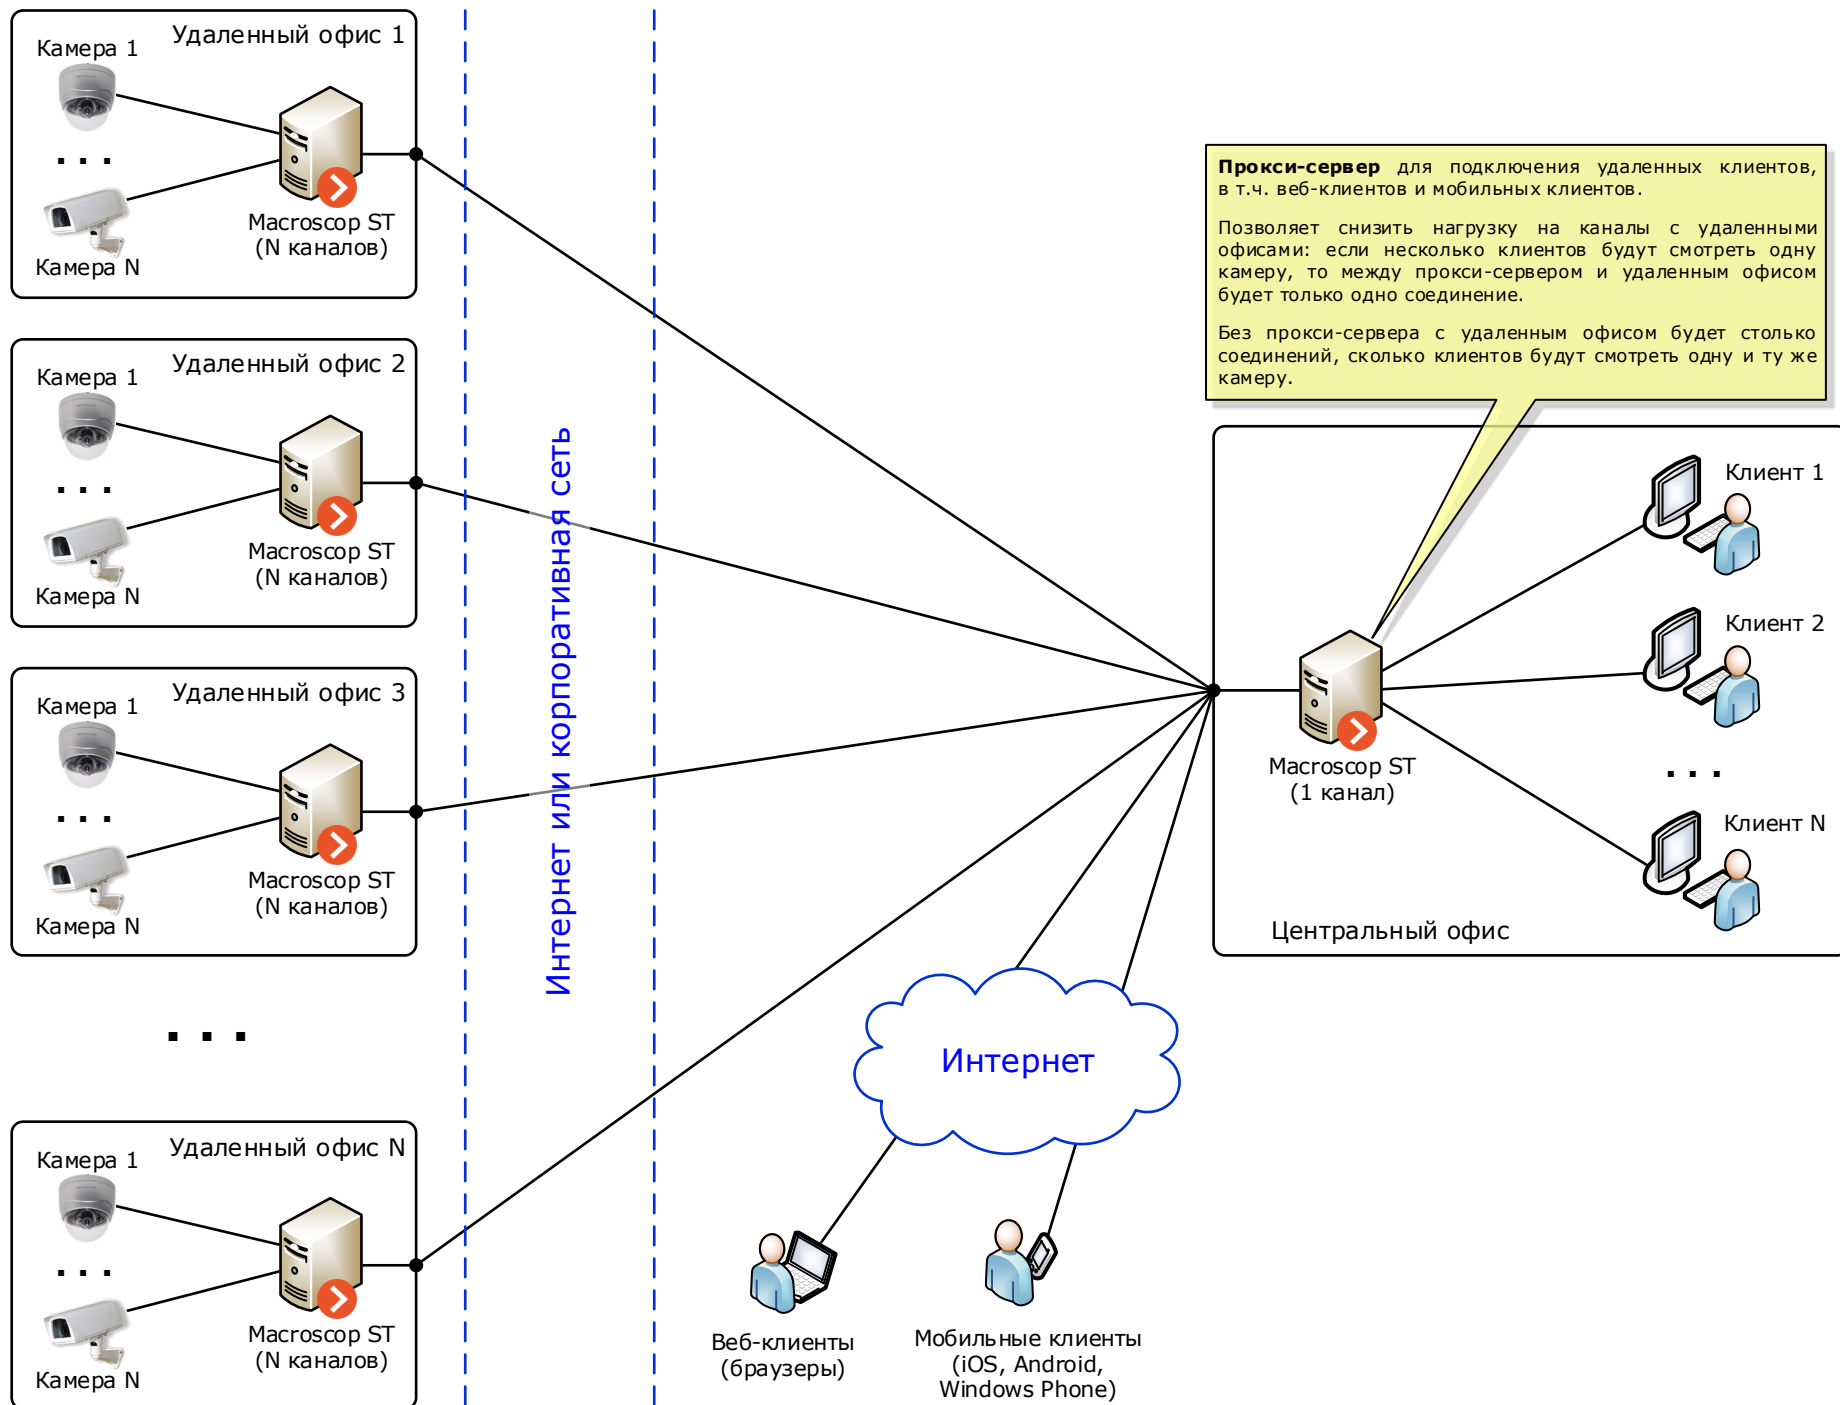 Удаленный офис 1
Камера 1
. . .
Камера N
Macroscop ST
(N каналов)
Удаленный офис 2
Камера 1
. . .
Камера N
Macroscop ST
(N каналов)
Удаленный офис 3
Камера 1
. . .
Камера N
Macroscop ST
(N каналов)
. . .
Удаленный офис N
Камера 1
. . .
Камера N
Macroscop ST
(N каналов)
Интернет или корпоративная сеть
Прокси-сервер для подключения удаленных клиентов,
в т.ч. веб-клиентов и мобильных клиентов.
Позволяет снизить нагрузку на каналы с удаленными
офисами: если несколько клиентов будут смотреть одну
камеру, то между прокси-сервером и удаленным офисом
будет только одно соединение.
Без прокси-сервера с удаленным офисом будет столько
соединений, сколько клиентов будут смотреть одну и ту же
камеру.
Клиент 1
Клиент 2
. . .
Клиент N
Macroscop ST
(1 канал)
Центральный офис
Интернет
Веб-клиенты
(браузеры)
Мобильные клиенты
(iOS, Android,
Windows Phone)